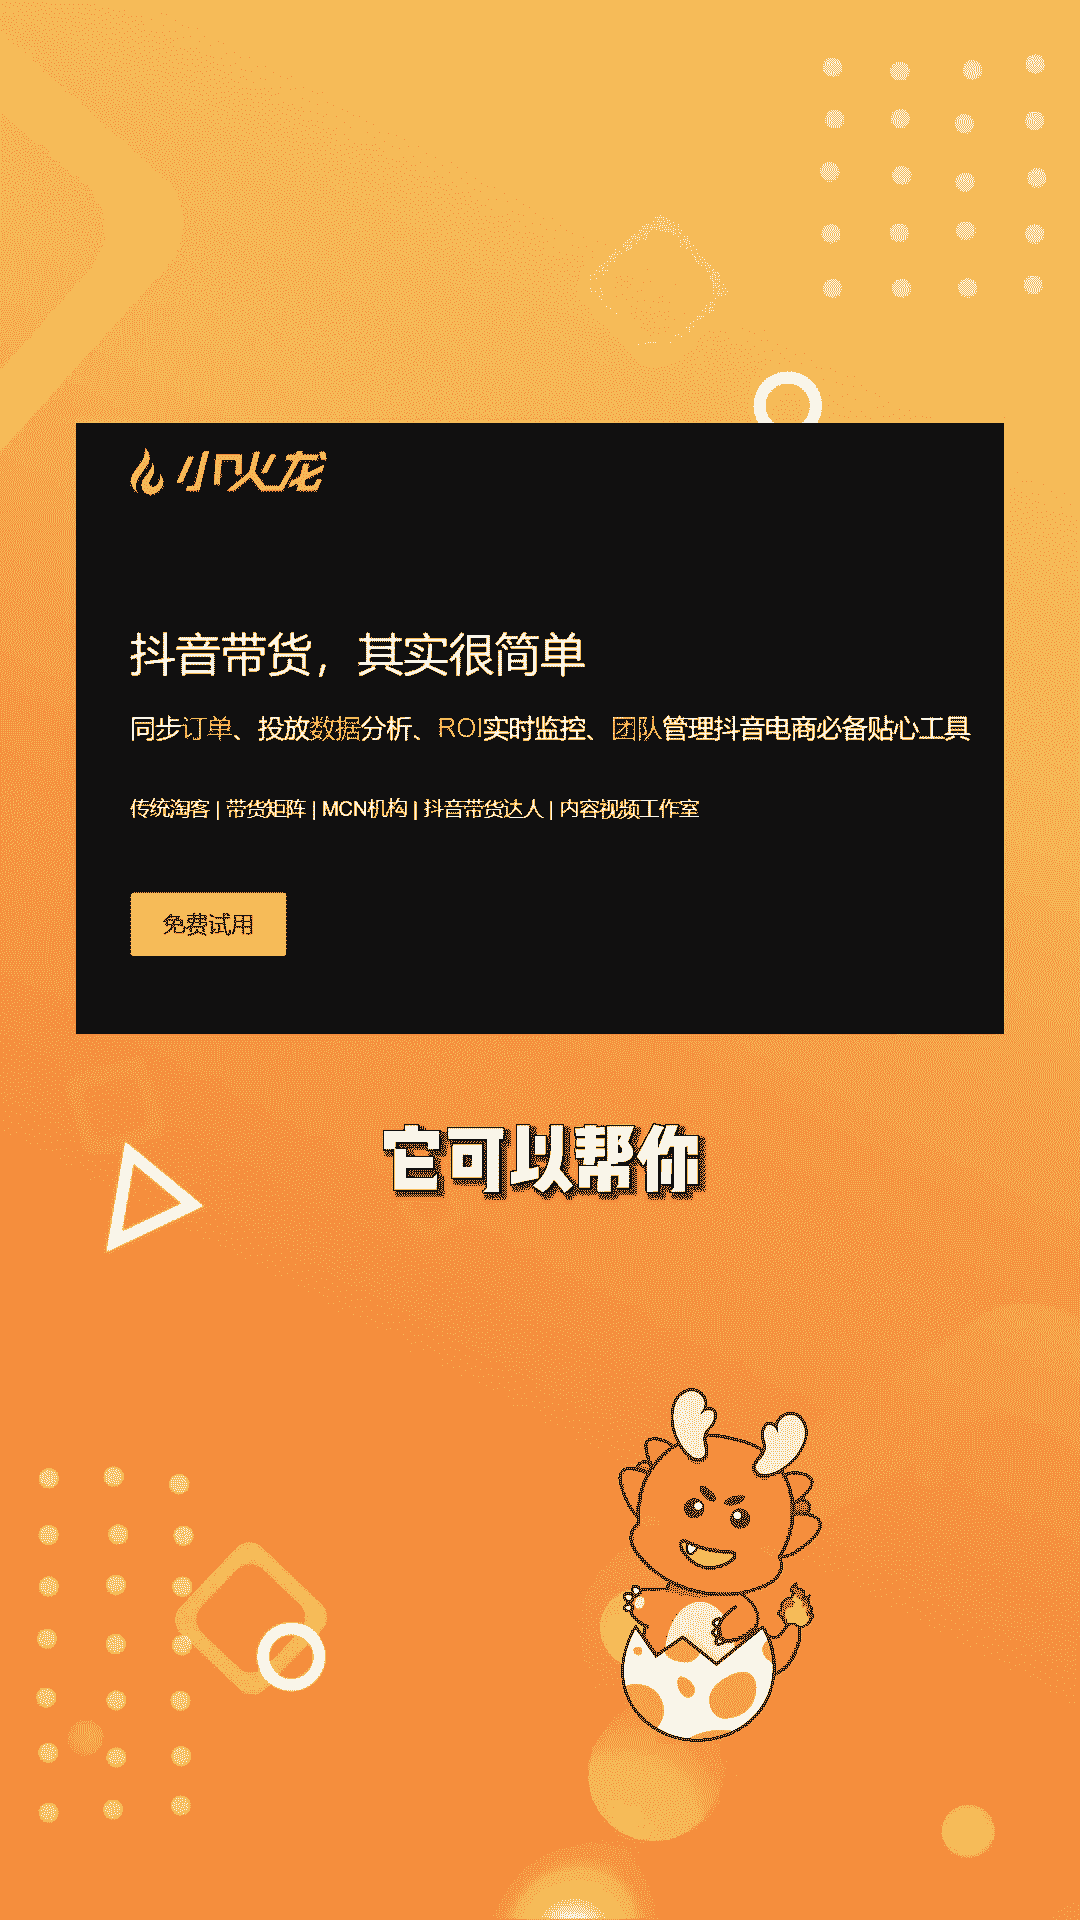 小火龙
抖音带货，其实很简单
同步订单、投放数据分析、ROI实时监控、团队管理抖音电商必备贴心工具
传统淘客 | 带货矩阵 | MCN机构 | 抖音带货达人 | 内容视频工作室
免费试用
它可以帮你